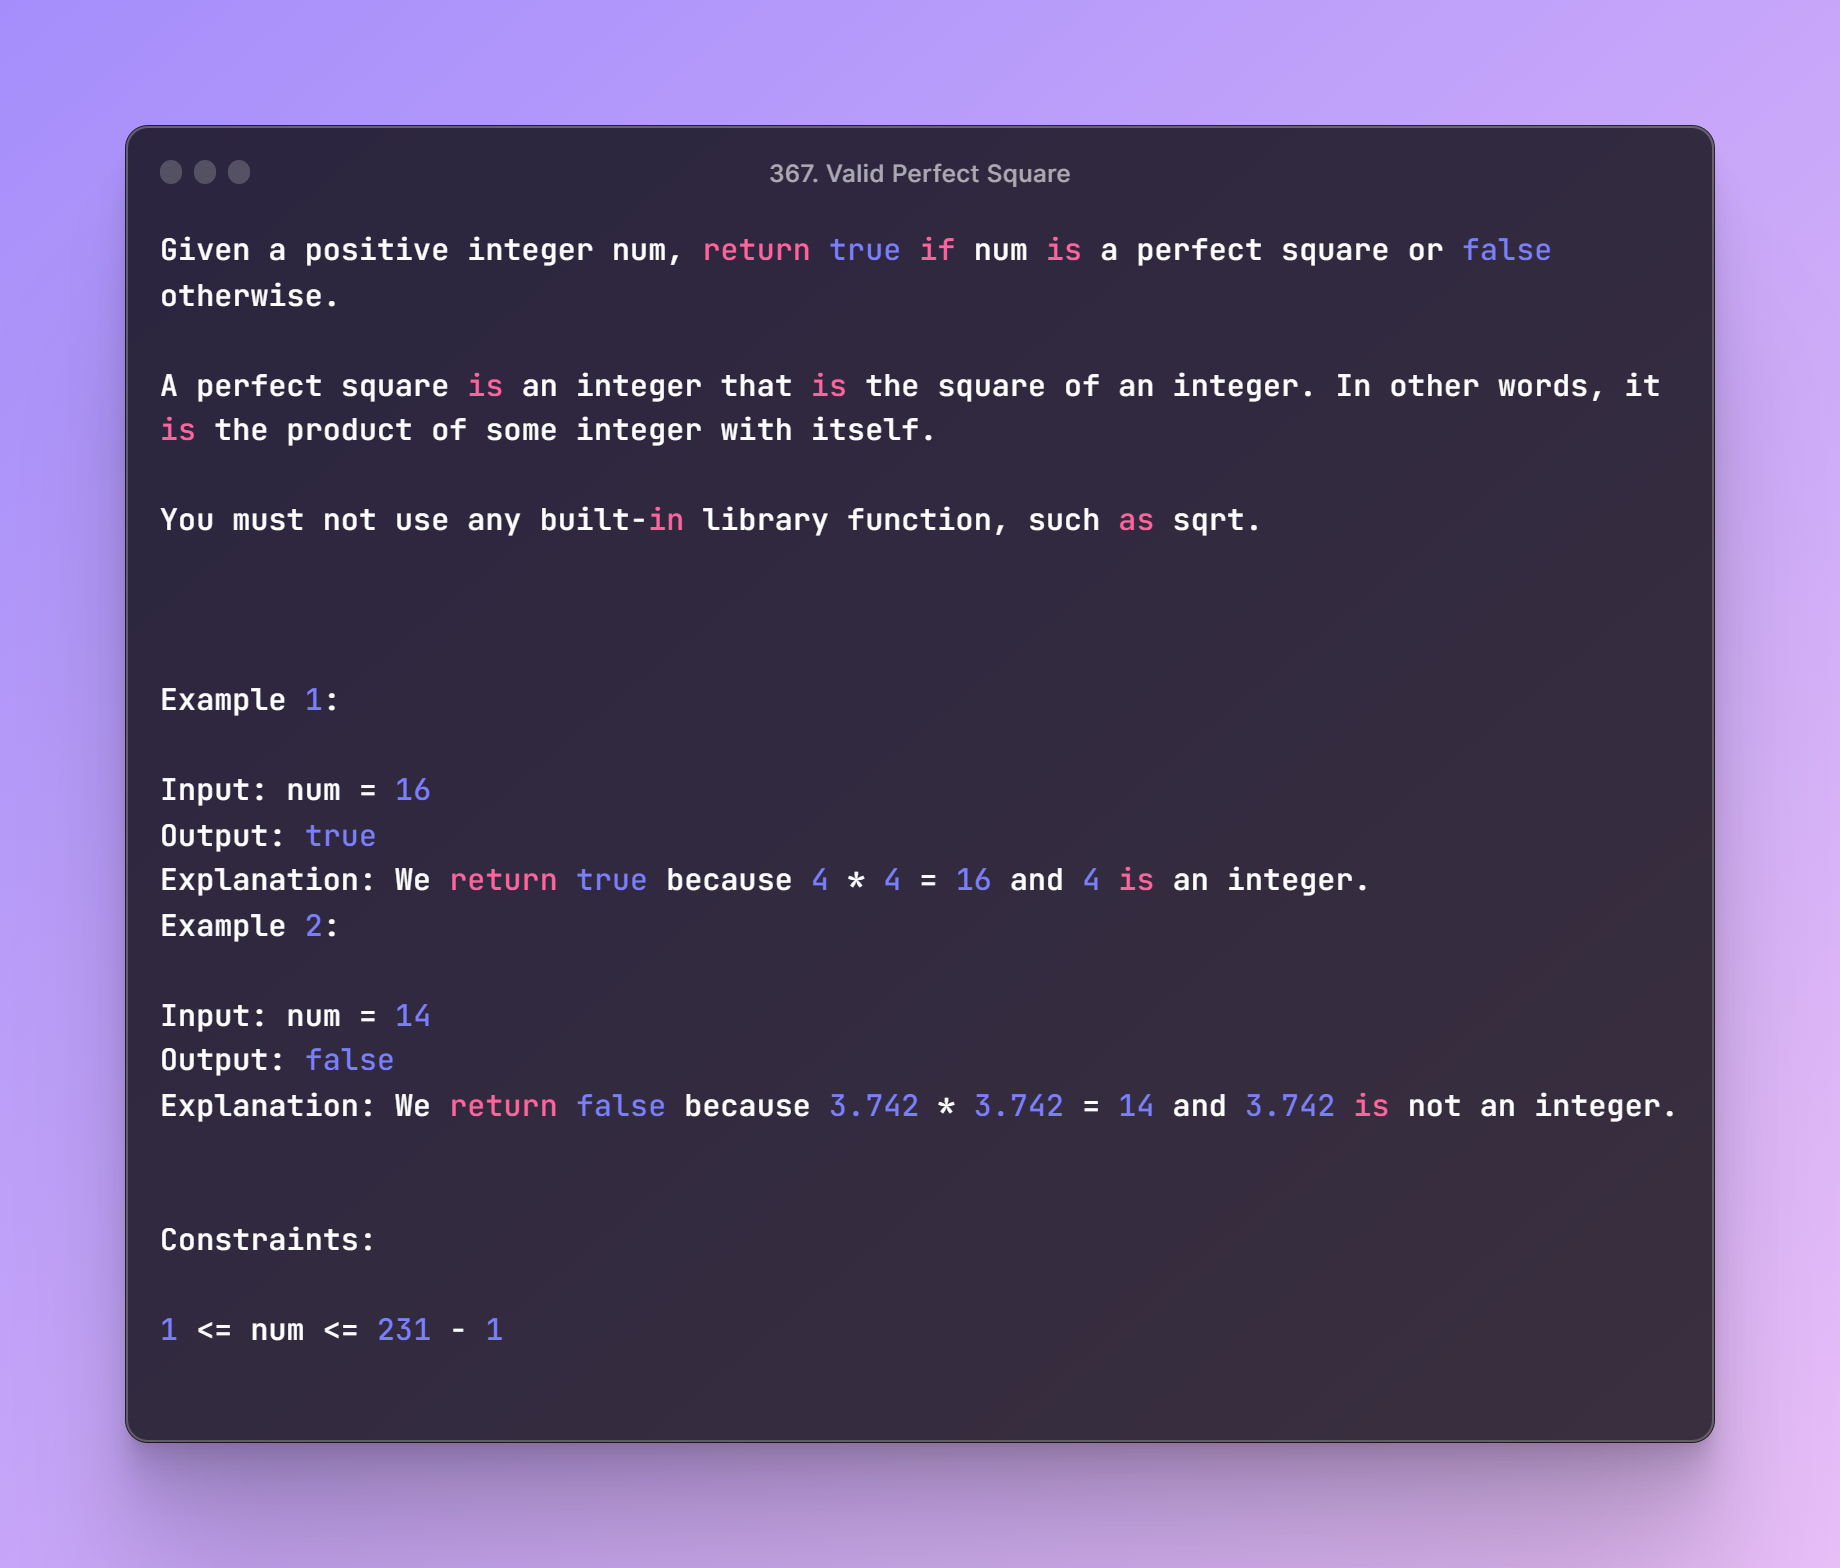 367. Valid Perfect Square
Given a positive integer num, return true if num is a perfect square or false
otherwise.
A perfect square is an integer that is the square of an integer. In other words, it
is the product of some integer with itself.
You must not use any built-in library function, such as sqrt.
Example 1:
Input: num = 16
Output: true
Explanation: We return true because 4 * 4 = 16 and 4 is an integer.
Example 2:
Input: num = 14
Output: false
Explanation: We return false because 3.742 * 3.742 = 14 and 3.742 is not an integer.
Constraints:
1 <= num <= 231 - 1